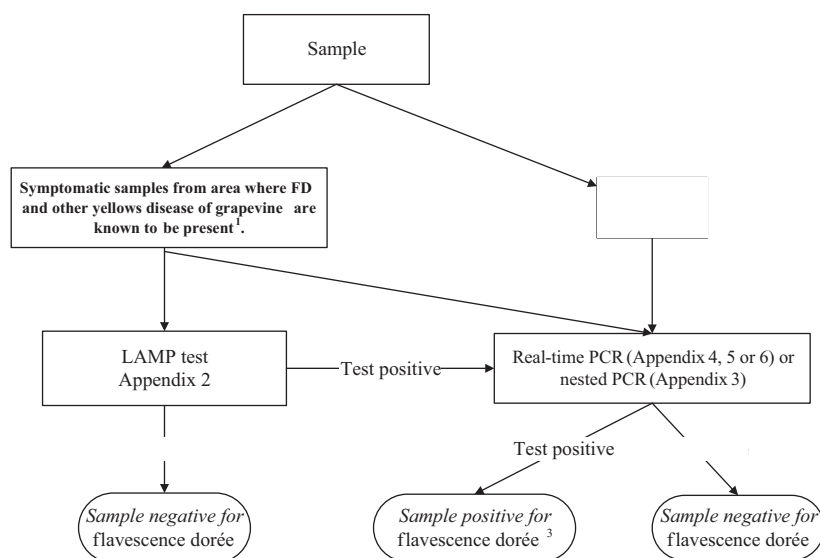 Sample
Symptomatic samples from area where FD
and other yellows disease of grapevine are
known to be present1.
LAMP test
Appendix 2
Test positive
Real-time PCR (Appendix 4, 5 or 6) or
nested PCR (Appendix 3)
Test positive
Sample negative for
flavescence dorée
Sample positive for
flavescence dorée 3
Sample negative for
flavescence dorée